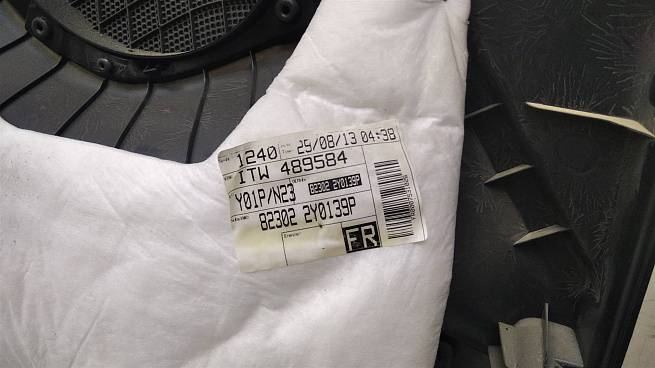 1240 25/08/13 04:38
ITW 489584
Y01P/N23 82302 2Y0139P
82302 2Y0139P
FR